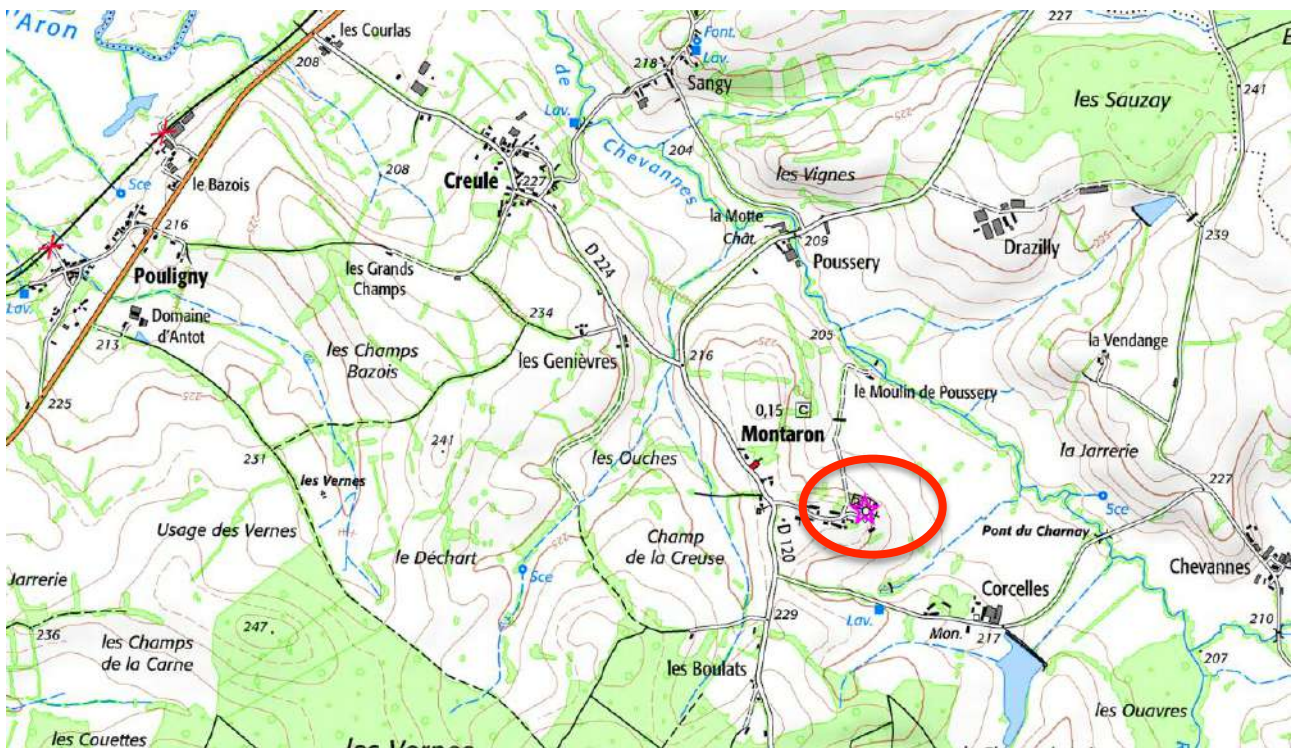 'Aron
les Courlas
208
227
E
Font.
Lav.
218
Sangy
de
Lav.
les Sauzay
241
204
Chevannes
208
Creule
227
les Vignes
le Bazois
Sce
216
la Motte
Chât.
209
Poussery
Drazilly
225
239
Pouligny
D 224
les Grands
Champs
Lav.
Domaine
d'Antot
213
234
les Genièvres
216
225
205
la Vendange
les Champs
Bazois
225
225
le Moulin de Poussery
0,15
C
Montaron
241
231
les Ouches
la Jarrerie
les Vernes
227
Sce
Usage des Vernes
le Déchart
Sce
225
Champ
de la Creuse
D 120
Pont du Charnay
Chevannes
Jarrerie
Corcelles
236
247
les Champs
de la Carne
229
Lav.
Mon.
217
210
207
les Boulats
les Ouavres
les Couettes
les Vernes